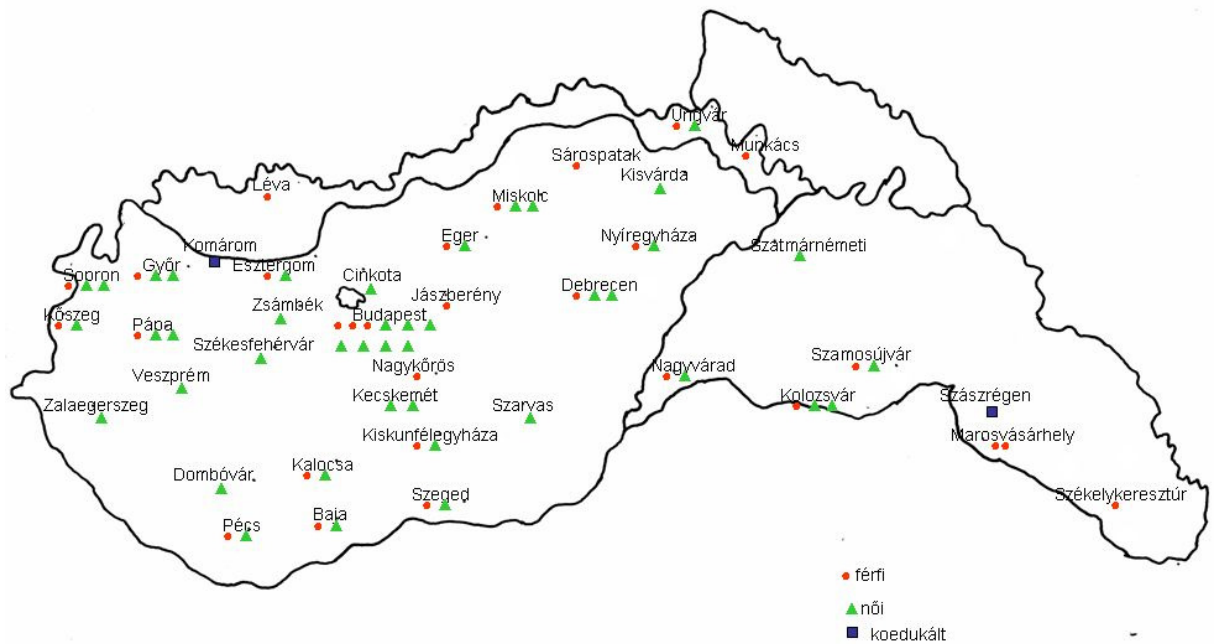 Ungvár
Munkács
Sárospatak
Kisvárda
Léva
Miskolc
Komárom
Eger
Nyíregyháza
Szatmárnémeti
Sopron
Győr
Esztergom
Cinkota
Jászberény
Debrecen
Zsámbék
Kőszeg
Pápa
Budapest
Székesfehérvár
Nagykőrös
Nagyvárad
Szamosújvár
Veszprém
Kecskemét
Szarvas
Kolozsvár
Szászrégen
Zalaegerszeg
Kiskunfélegyháza
Marosvásárhely
Dombóvár
Kalocsa
Szeged
Székelykeresztúr
Pécs
Baja
férfi
női
koedukált